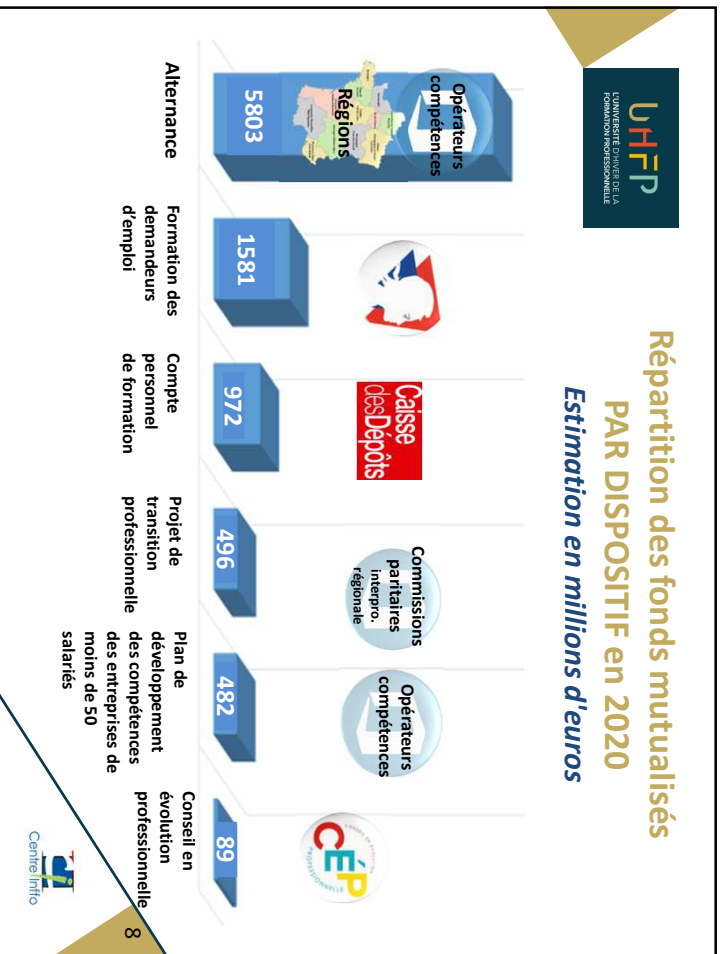 UHFP
L'UNIVERSITÉ D'HIVER DE LA
FORMATION PROFESSIONNELLE
Répartition des fonds mutualisés
PAR DISPOSITIF en 2020
Estimation en millions d'euros
Opérateurs
compétences
Régions
5803
Alternance
1581
Formation des
demandeurs
d'emploi
Caisse
desDépôts
972
Compte
personnel
de formation
Commissions
paritaires
interpro.
régionale
496
Projet de
transition
professionnelle
Opérateurs
compétences
482
Plan de
développement
des compétences
des entreprises de
moins de 50
salariés
CÉP
89
Conseil en
évolution
professionnelle
Centre Inffo
8